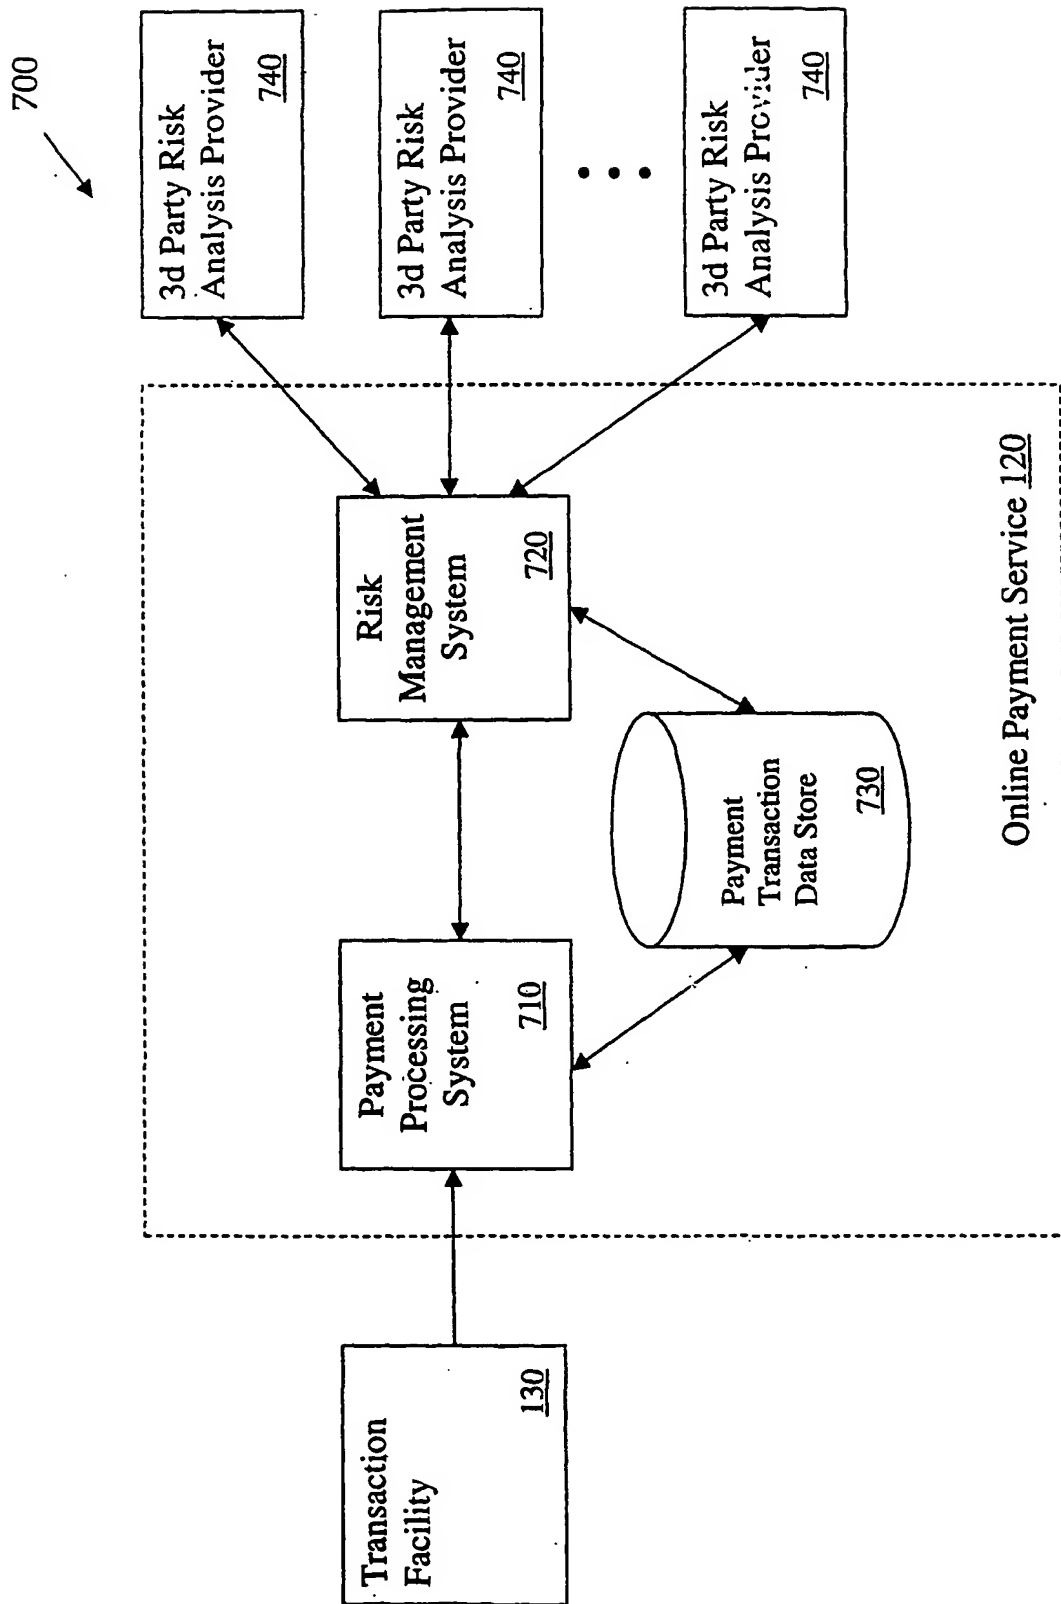 700
Transaction
Facility
130
Payment
Processing
System
710
Risk
Management
System
720
Payment
Transaction
Data Store
730
Online Payment Service 120
3d Party Risk
Analysis Provider
740
3d Party Risk
Analysis Provider
740
3d Party Risk
Analysis Provider
740